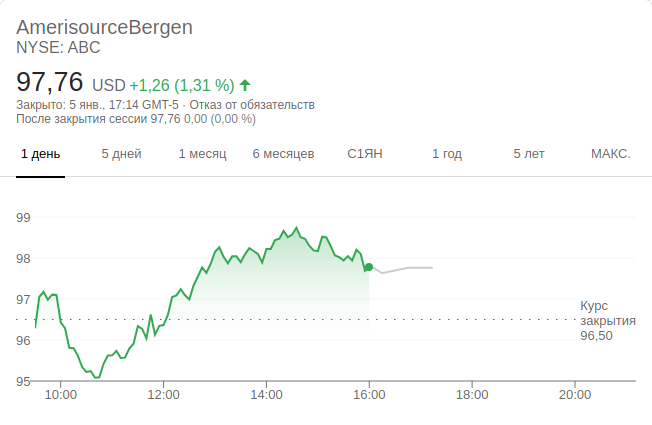 AmerisourceBergen
NYSE: ABC
97,76 USD +1,26 (1,31 %)
Закрыто: 5 янв., 17:14 GMT-5 · Отказ от обязательств
После закрытия сессии 97,76 0,00 (0,00 %)
1 день 5 дней 1 месяц 6 месяцев С1ЯН 1 год 5 лет МАКС.
99
98
97
Курс
закрытия
96,50
96
95
10:00 12:00 14:00 16:00 18:00 20:00